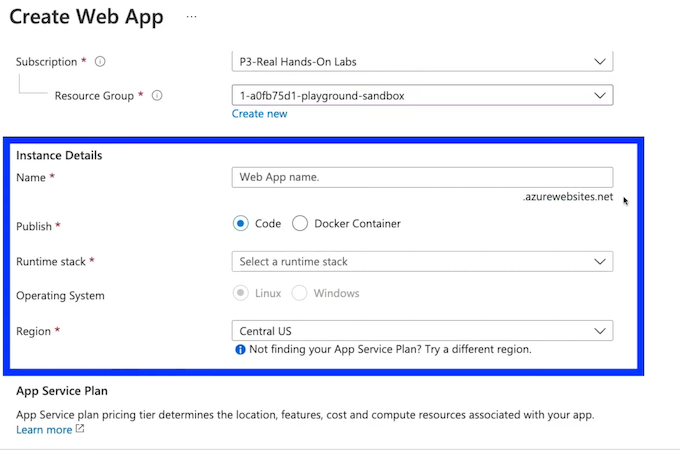 Create Web App ...
Subscription * P3-Real Hands-On Labs
Resource Group * 1-a0fb75d1-playground-sandbox
Create new
Instance Details
Name * Web App name.
.azurewebsites.net
Publish * Code Docker Container
Runtime stack * Select a runtime stack
Operating System Linux Windows
Region * Central US
Not finding your App Service Plan? Try a different region.
App Service Plan
App Service plan pricing tier determines the location, features, cost and compute resources associated with your app.
Learn more